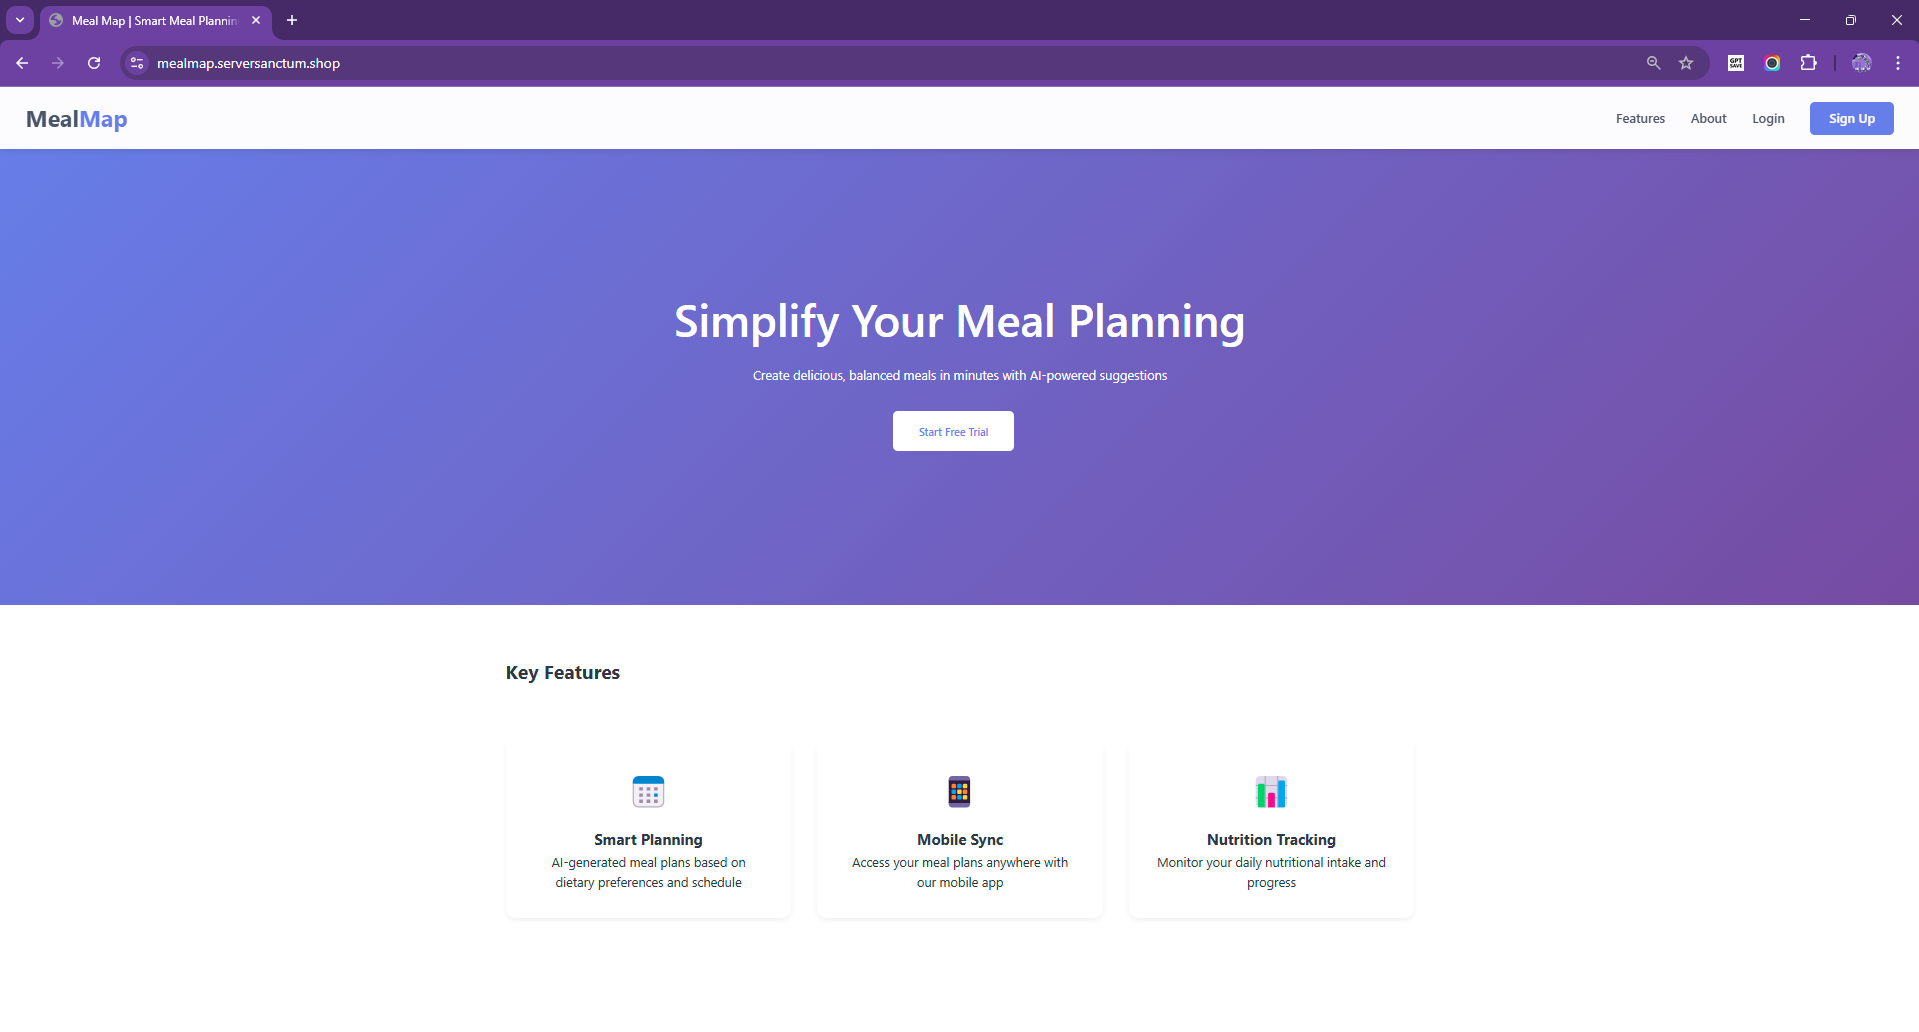 Meal Map | Smart Meal Plannin
mealmap.serversanctum.shop
GPT
SAVE
MealMap
Features
About
Login
Sign Up
Simplify Your Meal Planning
Create delicious, balanced meals in minutes with AI-powered suggestions
Start Free Trial
Key Features
Smart Planning
AI-generated meal plans based on
dietary preferences and schedule
Mobile Sync
Access your meal plans anywhere with
our mobile app
Nutrition Tracking
Monitor your daily nutritional intake and
progress